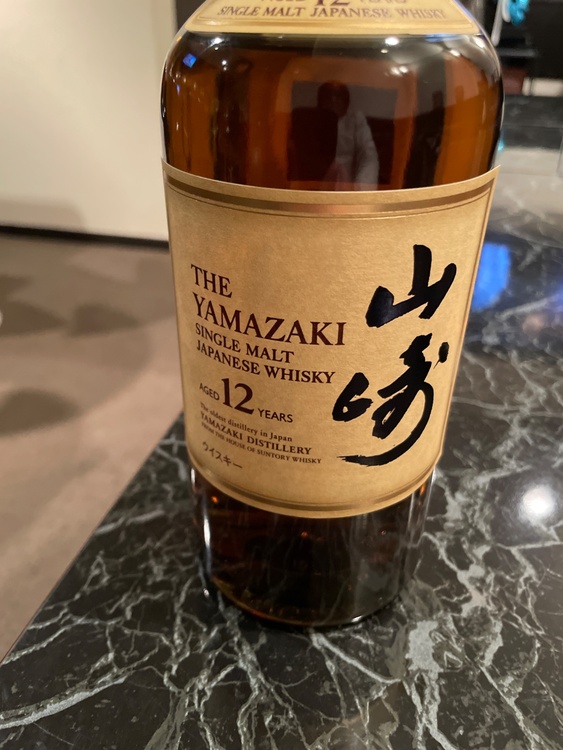 12
SINGLE MALT JAPANESE WHISKY
THE
YAMAZAKI
SINGLE MALT
JAPANESE WHISKY
AGED 12 YEARS
The oldest distillery in Japan
YAMAZAKI DISTILLERY
FROM THE HOUSE OF SUNTORY WHISKY
ウイスキー
山崎